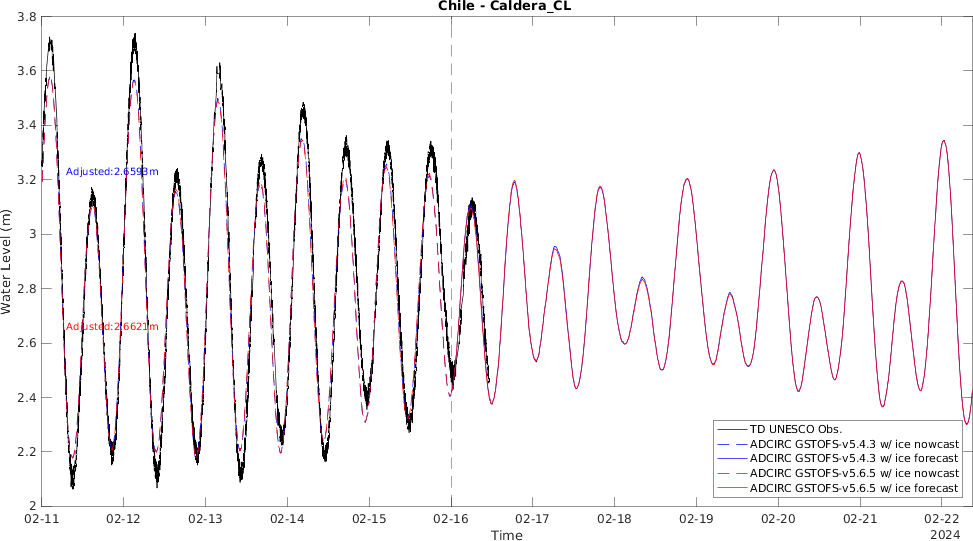 Chile - Caldera_CL
3.8
3.6
3.4
3.2
3
2.8
2.6
2.4
2.2
2
Water Level (m)
Adjusted:2.6593m
Adjusted:2.6621m
TD UNESCO Obs.
ADCIRC GSTOFS-v5.4.3 w/ ice nowcast
ADCIRC GSTOFS-v5.4.3 w/ ice forecast
ADCIRC GSTOFS-v5.6.5 w/ ice nowcast
ADCIRC GSTOFS-v5.6.5 w/ ice forecast
02-11 02-12 02-13 02-14 02-15 02-16 02-17 02-18 02-19 02-20 02-21 02-22
Time
2024